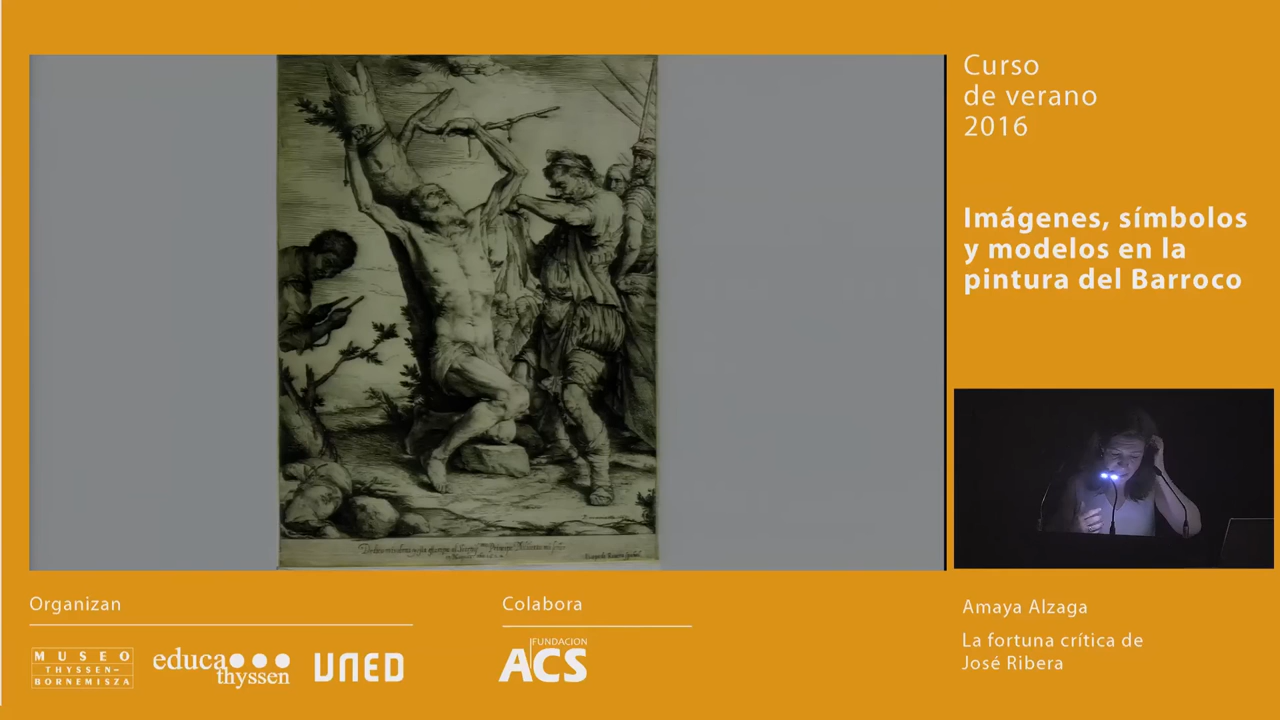 Curso
de verano
2016
Imágenes, símbolos
y modelos en la
pintura del Barroco
Organizan
MUSEO
THYSSEN-
BORNEMISZA
educa
thyssen
UNED
Colabora
FUNDACION
ACS
Amaya Alzaga
La fortuna crítica de
José Ribera